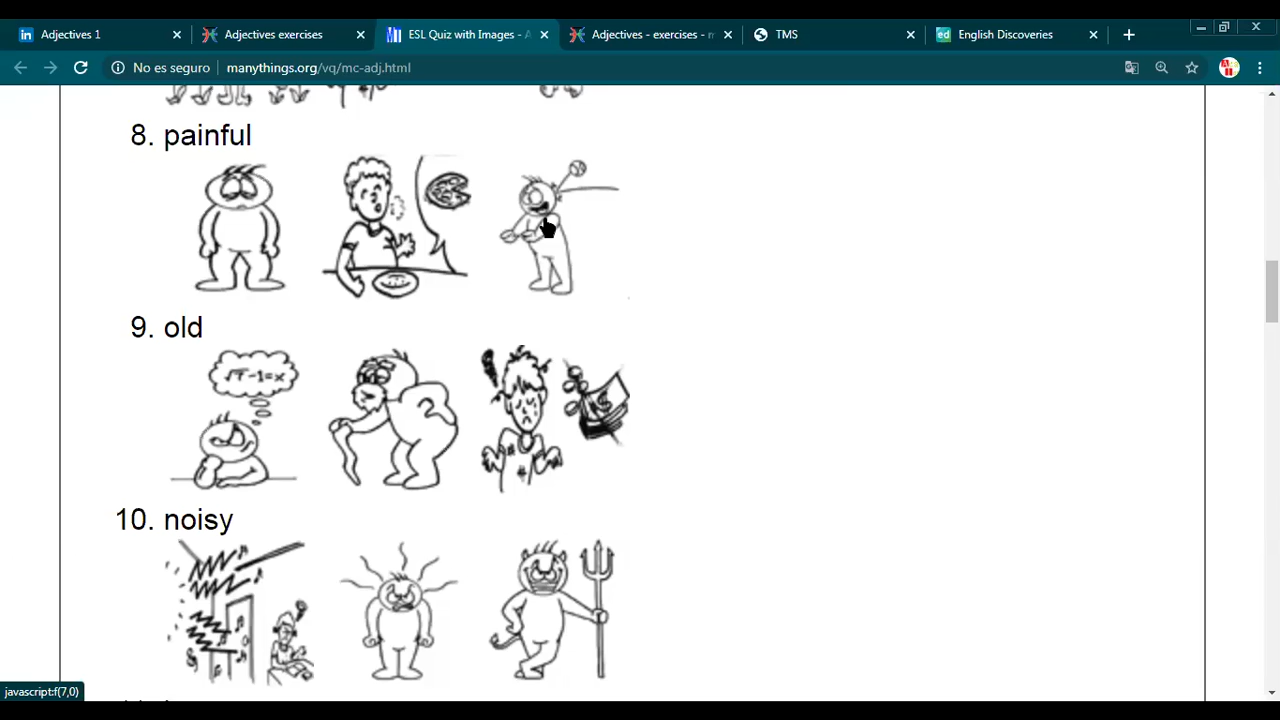 Adjectives 1
Adjectives exercises
ESL Quiz with Images - A
Adjectives - exercises - m
TMS
ed English Discoveries
No es seguro manythings.org/vq/mc-adj.html
8. painful
9. old
10. noisy
javascript:f(7,0)